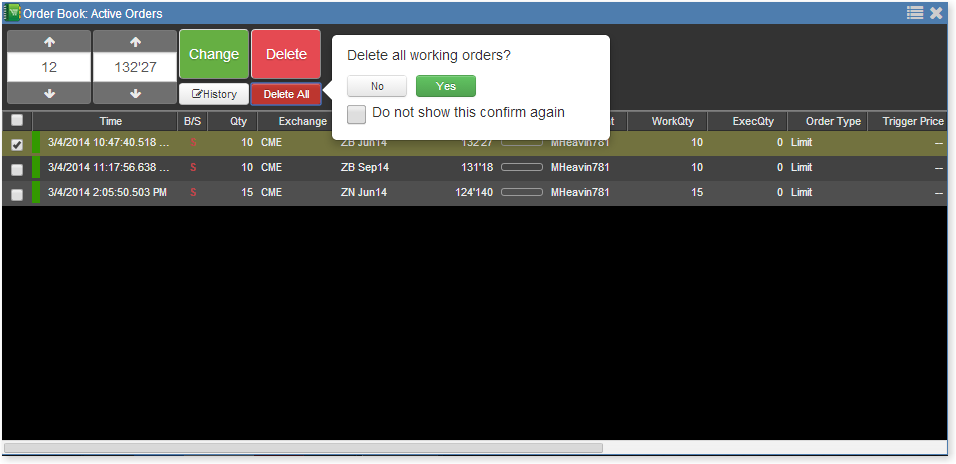 Order Book: Active Orders
12
132'27
Change
Delete
History
Delete All
Delete all working orders?
No
Yes
Do not show this confirm again
Time B/S Qty Exchange WorkQty ExecQty Order Type Trigger Price
3/4/2014 10:47:40.518 ... S 10 CME ZB Jun14 132'27 MHeavin781 10 0 Limit --
3/4/2014 11:17:56.638 ... S 10 CME ZB Sep14 131'18 MHeavin781 10 0 Limit --
3/4/2014 2:05:50.503 PM S 15 CME ZN Jun14 124'140 MHeavin781 15 0 Limit --